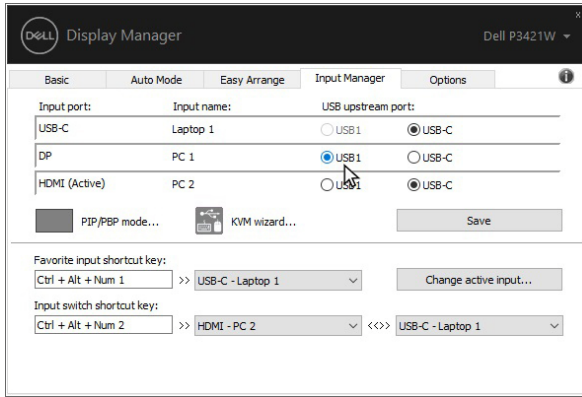 x
DELL Display Manager Dell P3421W
Basic Auto Mode Easy Arrange Input Manager Options i
Input port: Input name: USB upstream port:
USB-C Laptop 1 USB1 USB-C
DP PC 1 USB1 USB-C
HDMI (Active) PC 2 USB1 USB-C
PIP/PBP mode... KVM wizard... Save
Favorite input shortcut key:
Ctrl + Alt + Num 1 >> USB-C - Laptop 1 Change active input...
Input switch shortcut key:
Ctrl + Alt + Num 2 >> HDMI - PC 2 <<>> USB-C - Laptop 1